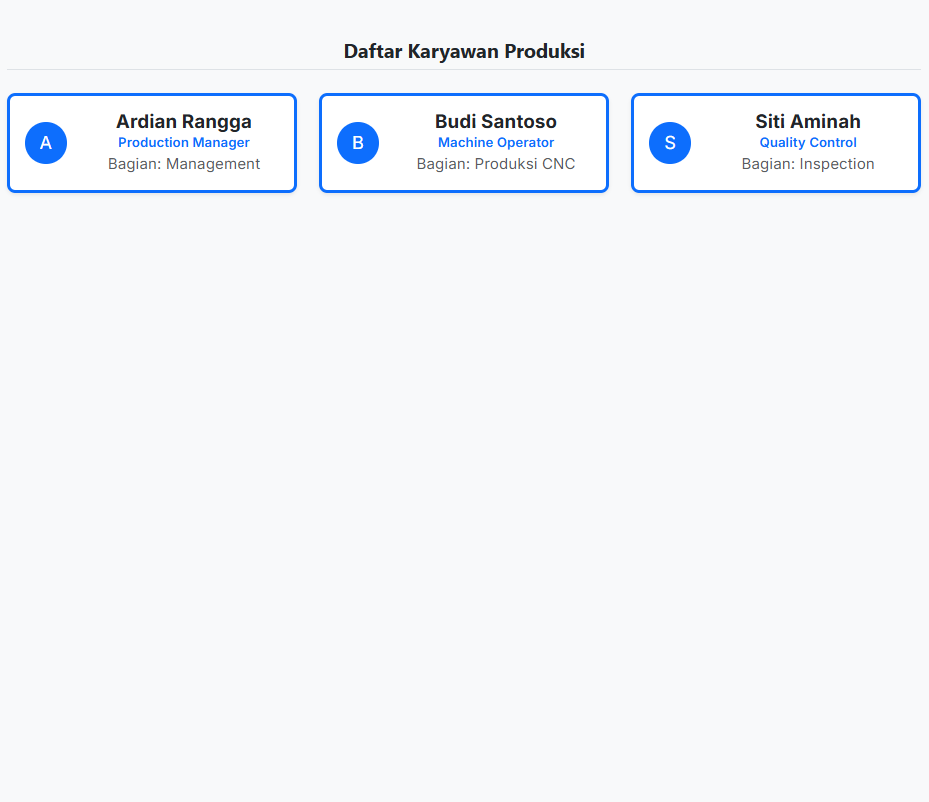 Daftar Karyawan Produksi
A
Ardian Rangga
Production Manager
Bagian: Management
B
Budi Santoso
Machine Operator
Bagian: Produksi CNC
S
Siti Aminah
Quality Control
Bagian: Inspection